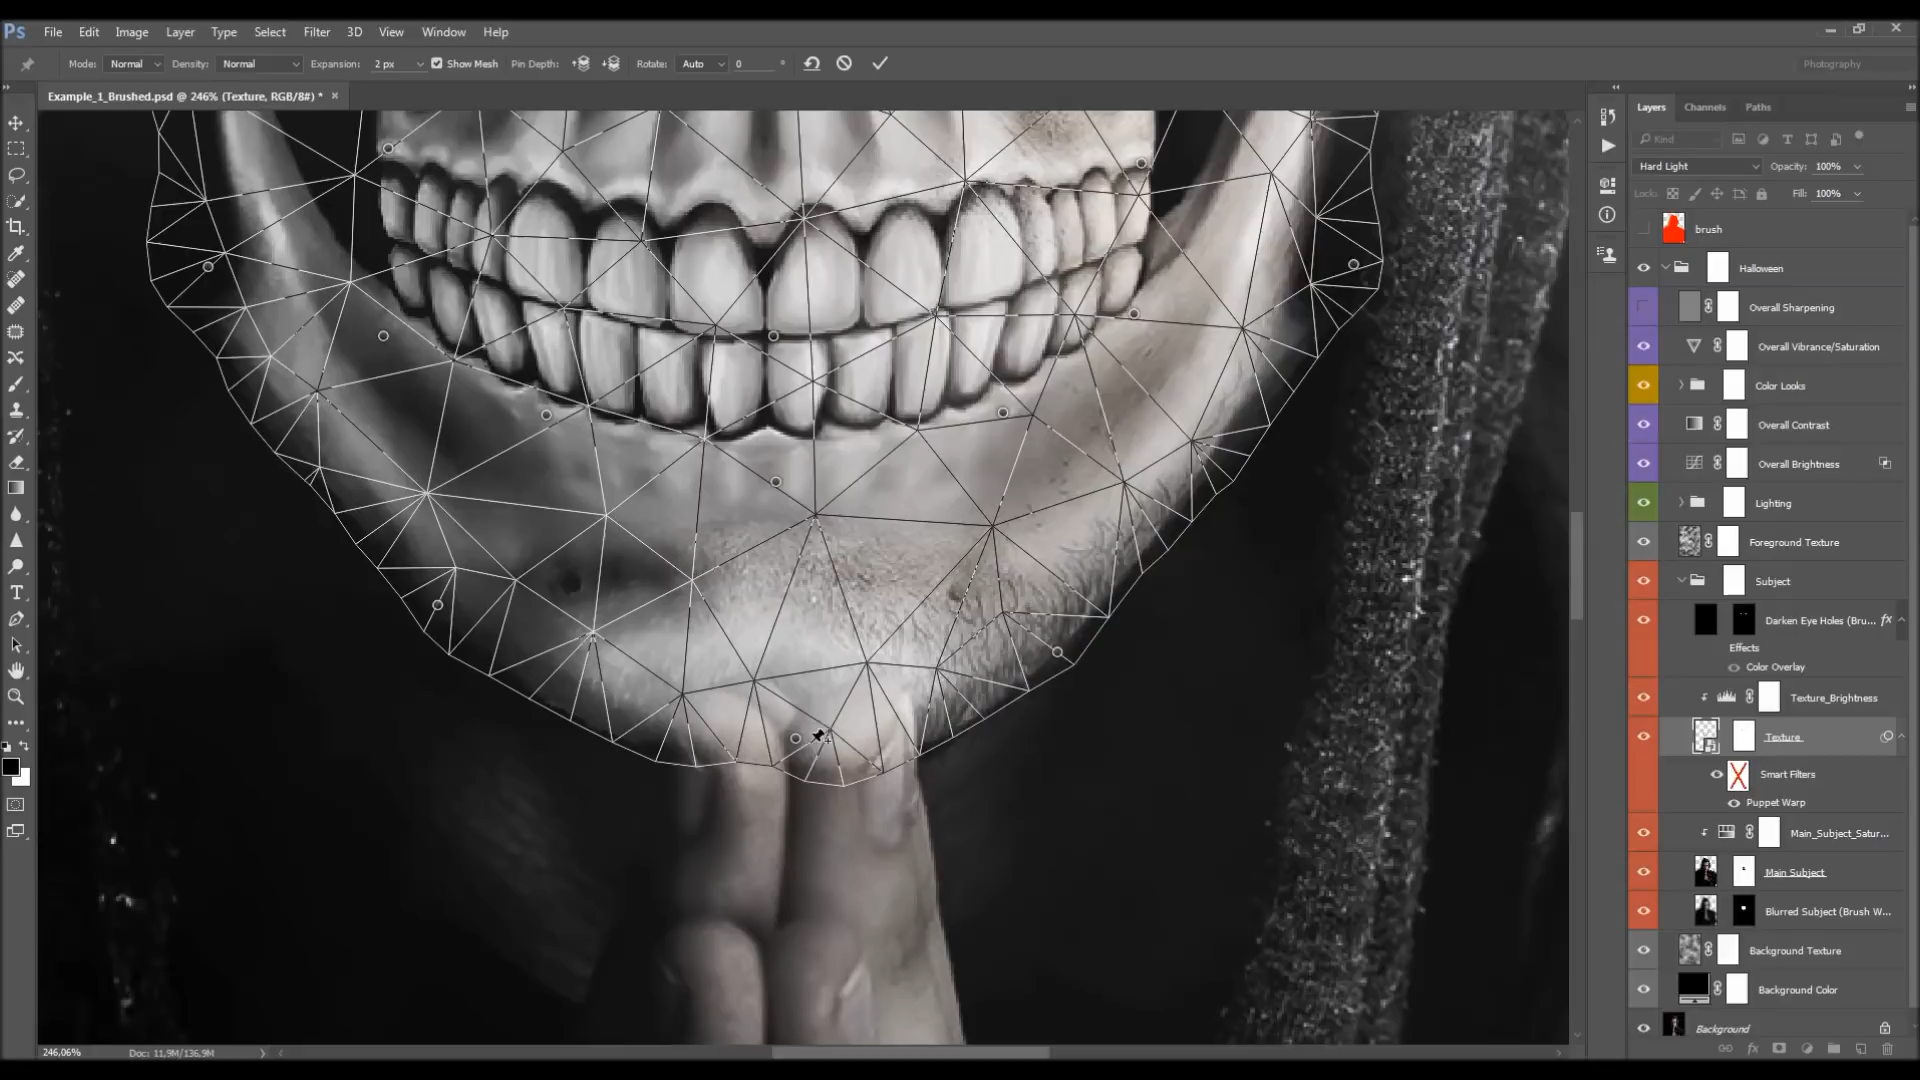 Ps File Edit Image Layer Type Select Filter 3D View Window Help
Mode: Normal Density: Normal Expansion: 2 px Show Mesh Pin Depth: Rotate: Auto 0 ° Photography
Example_1_Brushed.psd @ 246% (Texture, RGB/8#) * ×
Layers Channels Paths
Kind
Hard Light Opacity: 100%
Lock: Fill: 100%
brush
Halloween
Overall Sharpening
Overall Vibrance/Saturation
Color Looks
Overall Contrast
Overall Brightness
Lighting
Foreground Texture
Subject
Darken Eye Holes (Bru... fx
Effects
Color Overlay
Texture_Brightness
Texture
Smart Filters
Puppet Warp
Main_Subject_Satur...
Main Subject
Blurred Subject (Brush W...
Background Texture
Background Color
Background
246,06% Doc: 11,9M/136,9M
fx